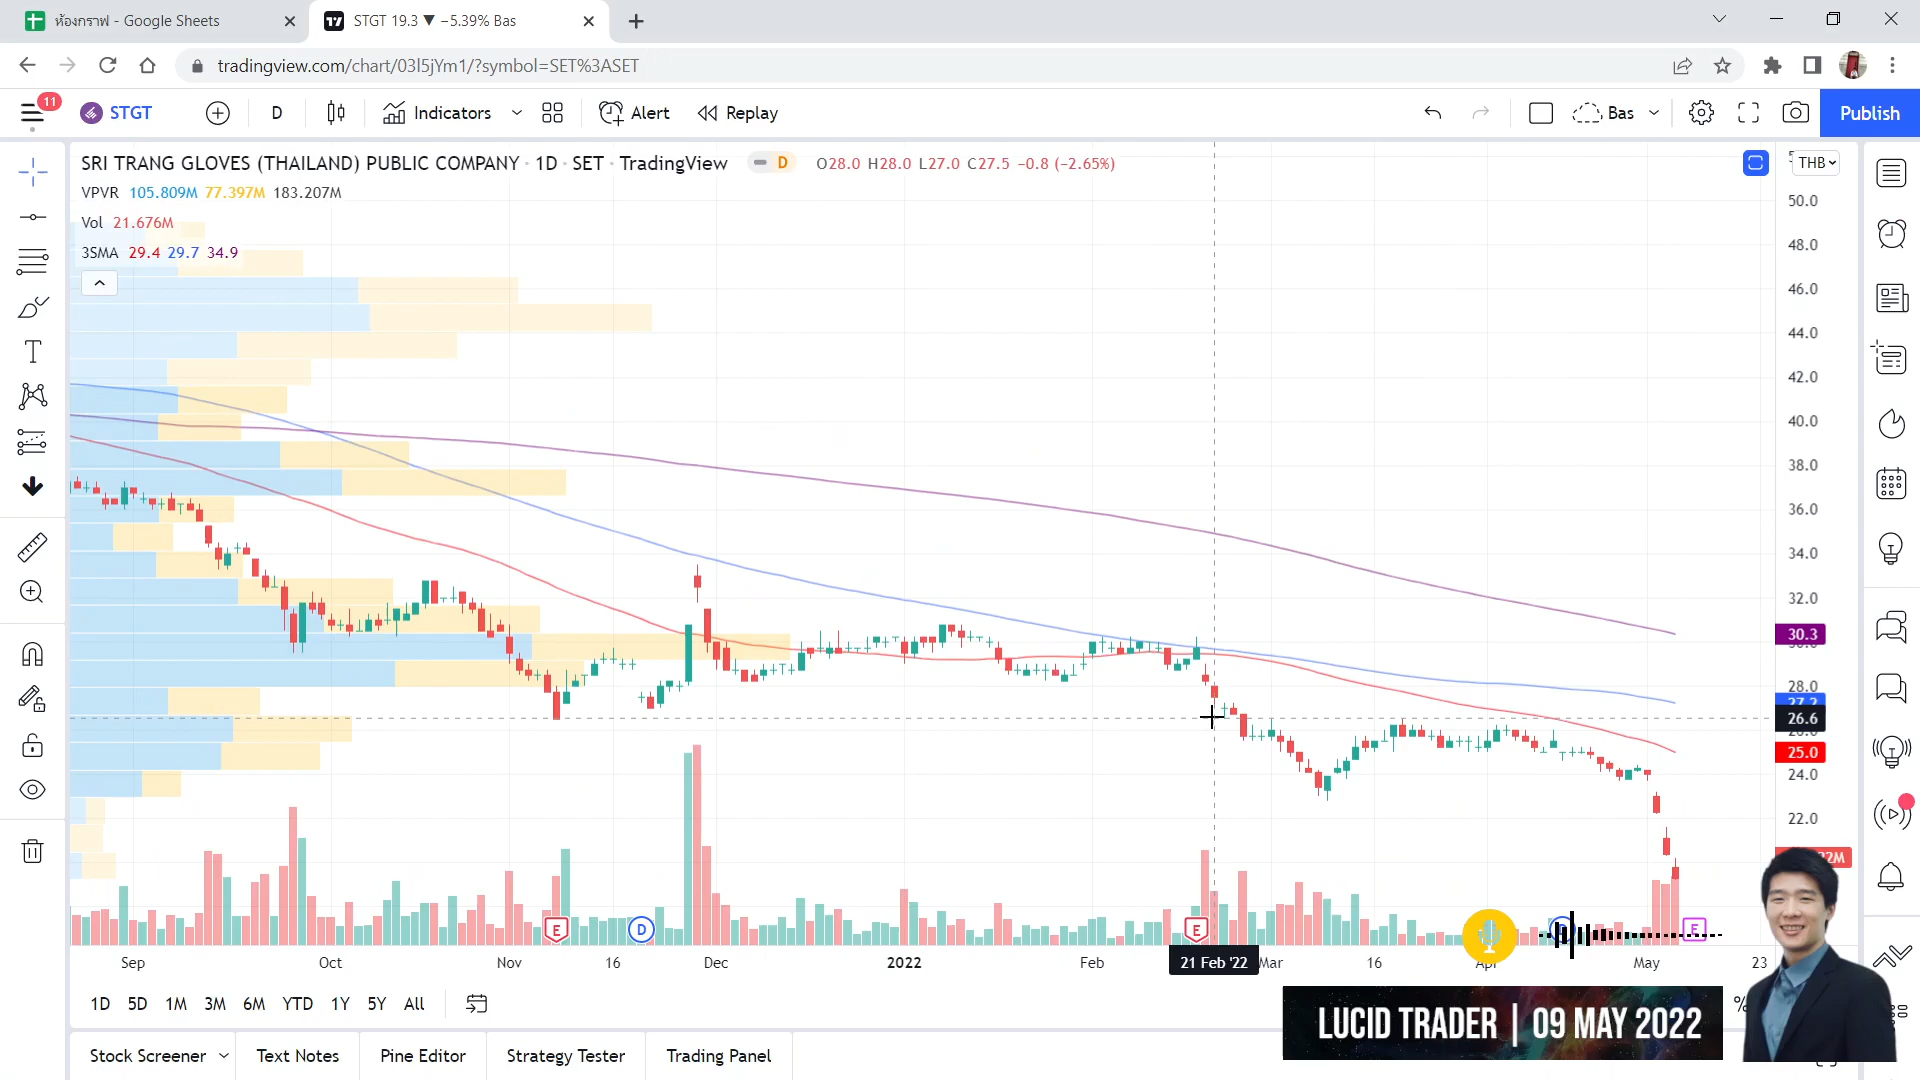 ห้องกราฟ - Google Sheets
STGT 19.3 ▼ −5.39% Bas
tradingview.com/chart/03l5jYm1/?symbol=SET%3ASET
11
STGT
D
Indicators
Alert
Replay
Bas
Publish
SRI TRANG GLOVES (THAILAND) PUBLIC COMPANY · 1D · SET · TradingView
D
O28.0 H28.0 L27.0 C27.5 −0.8 (−2.65%)
THB
VPVR 105.809M 77.397M 183.207M
Vol 21.676M
3SMA 29.4 29.7 34.9
50.0
48.0
46.0
44.0
42.0
40.0
38.0
36.0
34.0
32.0
30.3
28.0
27.2
26.6
25.0
24.0
22.0
E
D
E
E
Sep
Oct
Nov
16
Dec
2022
Feb
21 Feb '22
Mar
16
Apr
May
23
1D 5D 1M 3M 6M YTD 1Y 5Y All
%
LUCID TRADER | 09 MAY 2022
Stock Screener
Text Notes
Pine Editor
Strategy Tester
Trading Panel